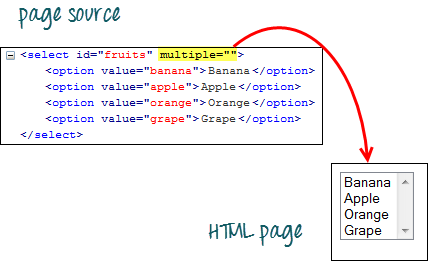 page source
<select id="fruits" multiple="">
<option value="banana">Banana</option>
<option value="apple">Apple</option>
<option value="orange">Orange</option>
<option value="grape">Grape</option>
</select>
Banana
Apple
Orange
Grape
HTML page